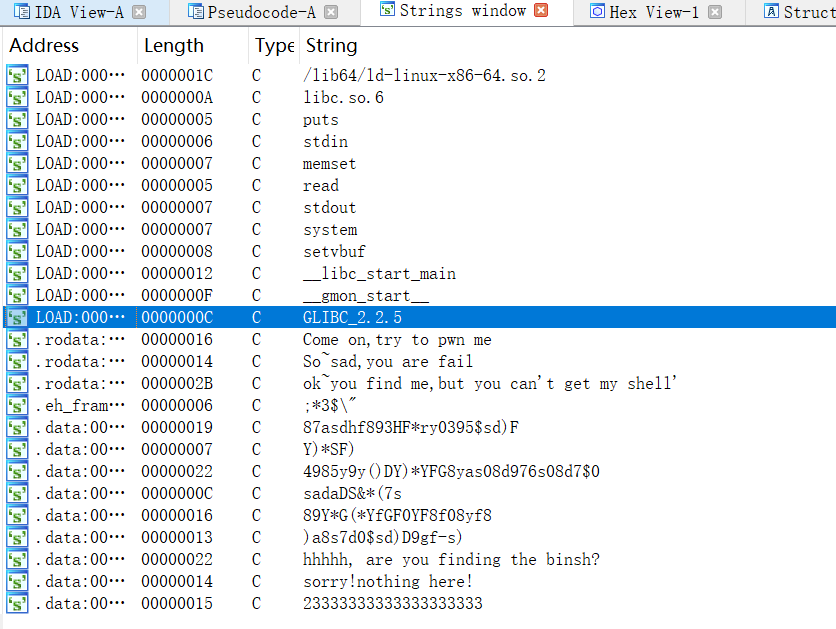 IDA View-A Pseudocode-A Strings window Hex View-1 Struct
Address Length Type String
LOAD:000… 0000001C C /lib64/ld-linux-x86-64.so.2
LOAD:000… 0000000A C libc.so.6
LOAD:000… 00000005 C puts
LOAD:000… 00000006 C stdin
LOAD:000… 00000007 C memset
LOAD:000… 00000005 C read
LOAD:000… 00000007 C stdout
LOAD:000… 00000007 C system
LOAD:000… 00000008 C setvbuf
LOAD:000… 00000012 C __libc_start_main
LOAD:000… 0000000F C __gmon_start__
LOAD:000… 0000000C C GLIBC_2.2.5
.rodata:… 00000016 C Come on,try to pwn me
.rodata:… 00000014 C So~sad,you are fail
.rodata:… 0000002B C ok~you find me,but you can't get my shell'
.eh_fram… 00000006 C ;*3$\"
.data:00… 00000019 C 87asdhf893HF*ry0395$sd)F
.data:00… 00000007 C Y)*SF)
.data:00… 00000022 C 4985y9y()DY)*YFG8yas08d976s08d7$0
.data:00… 0000000C C sadaDS&*(7s
.data:00… 00000016 C 89Y*G(*YfGFOYF8f08yf8
.data:00… 00000013 C )a8s7d0$sd)D9gf-s)
.data:00… 00000022 C hhhhh, are you finding the binsh?
.data:00… 00000014 C sorry!nothing here!
.data:00… 00000015 C 23333333333333333333